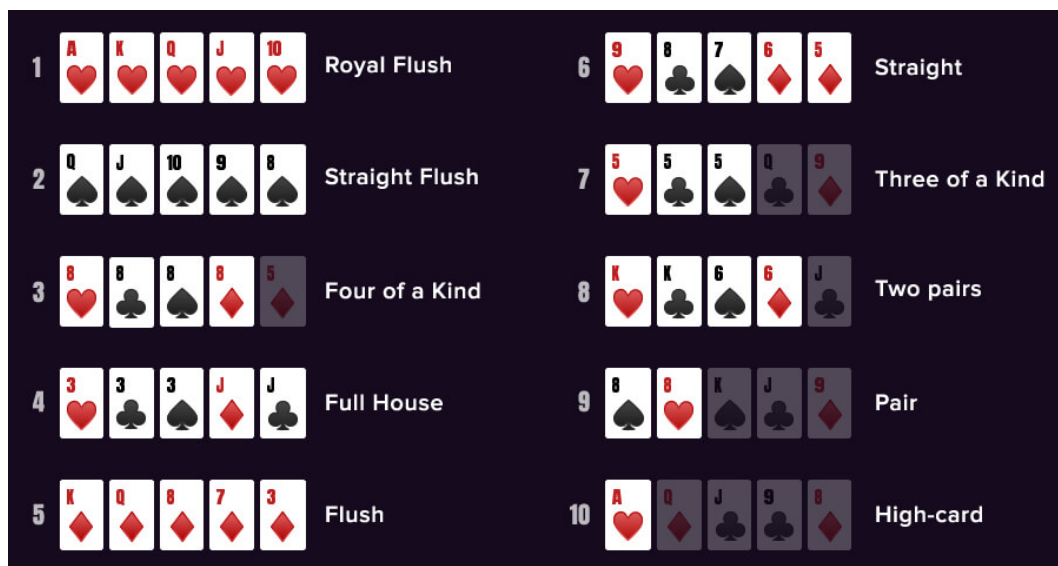 1 A K Q J 10 Royal Flush
2 Q J 10 9 8 Straight Flush
3 8 8 8 8 5 Four of a Kind
4 3 3 3 J J Full House
5 K Q 8 7 3 Flush
6 9 8 7 6 5 Straight
7 5 5 5 Q 9 Three of a Kind
8 K K 6 6 J Two pairs
9 8 8 K J 9 Pair
10 A Q J 9 8 High-card